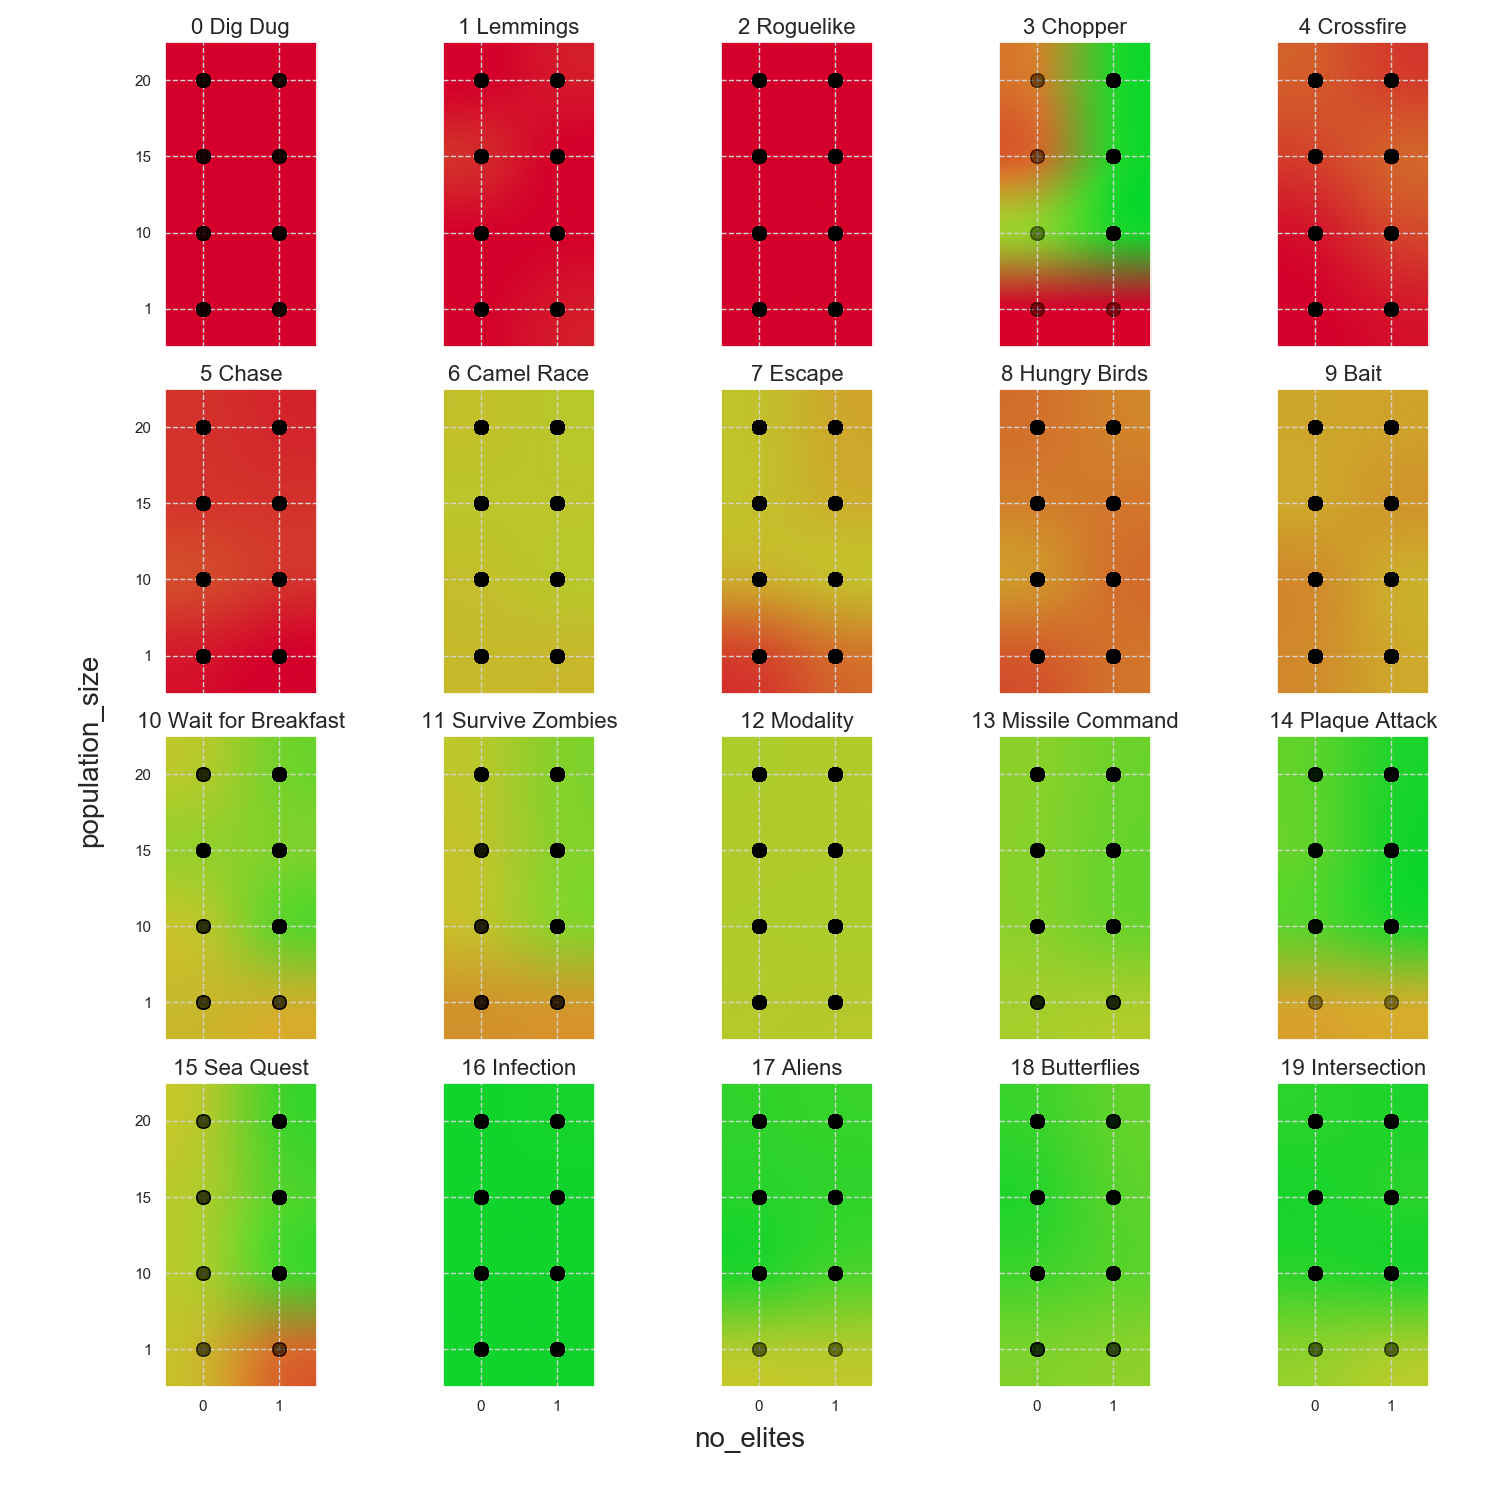 0 Dig Dug
1 Lemmings
2 Roguelike
3 Chopper
4 Crossfire
20
15
10
1
5 Chase
6 Camel Race
7 Escape
8 Hungry Birds
9 Bait
20
15
10
1
population_size
10 Wait for Breakfast
11 Survive Zombies
12 Modality
13 Missile Command
14 Plaque Attack
20
15
10
1
15 Sea Quest
16 Infection
17 Aliens
18 Butterflies
19 Intersection
20
15
10
1
0 1 0 1 0 1 0 1 0 1
no_elites